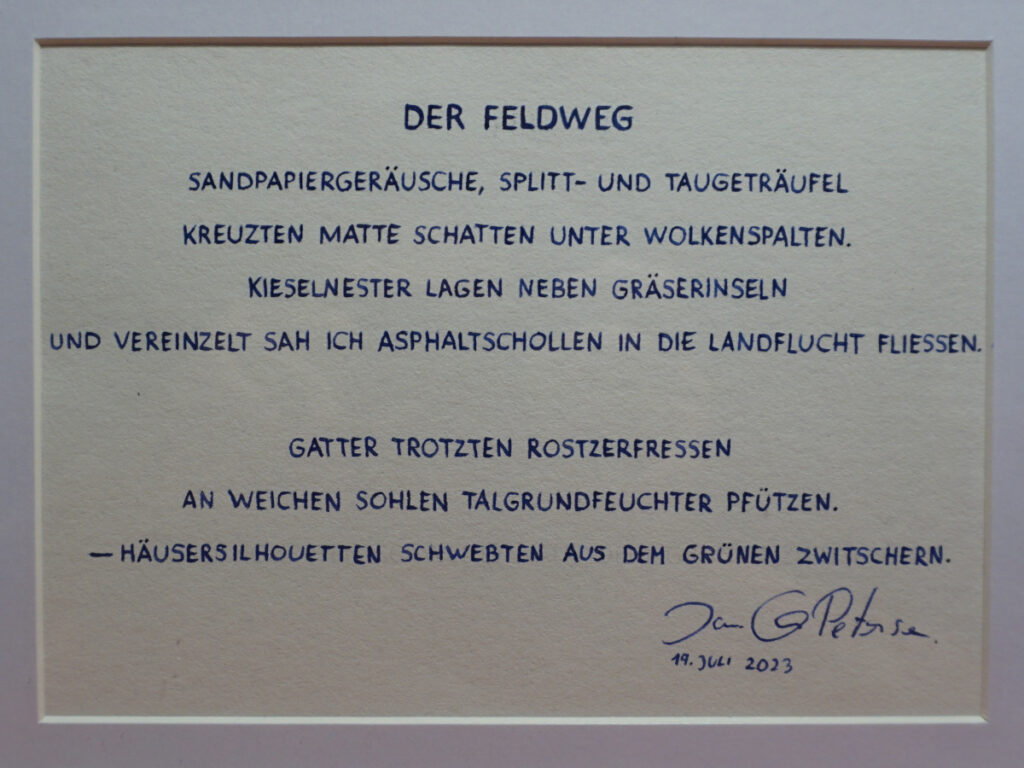 DER FELDWEG
SANDPAPIERGERÄUSCHE, SPLITT- UND TAUGETRÄUFEL
KREUZTEN MATTE SCHATTEN UNTER WOLKENSPALTEN.
KIESELNESTER LAGEN NEBEN GRÄSERINSELN
UND VEREINZELT SAH ICH ASPHALTSCHOLLEN IN DIE LANDFLUCHT FLIESSEN.
GATTER TROTZTEN ROSTZERFRESSEN
AN WEICHEN SOHLEN TALGRUNDFEUCHTER PFÜTZEN.
— HÄUSERSILHOUETTEN SCHWEBTEN AUS DEM GRÜNEN ZWITSCHERN.
Jan G Petersen
19. JULI 2023